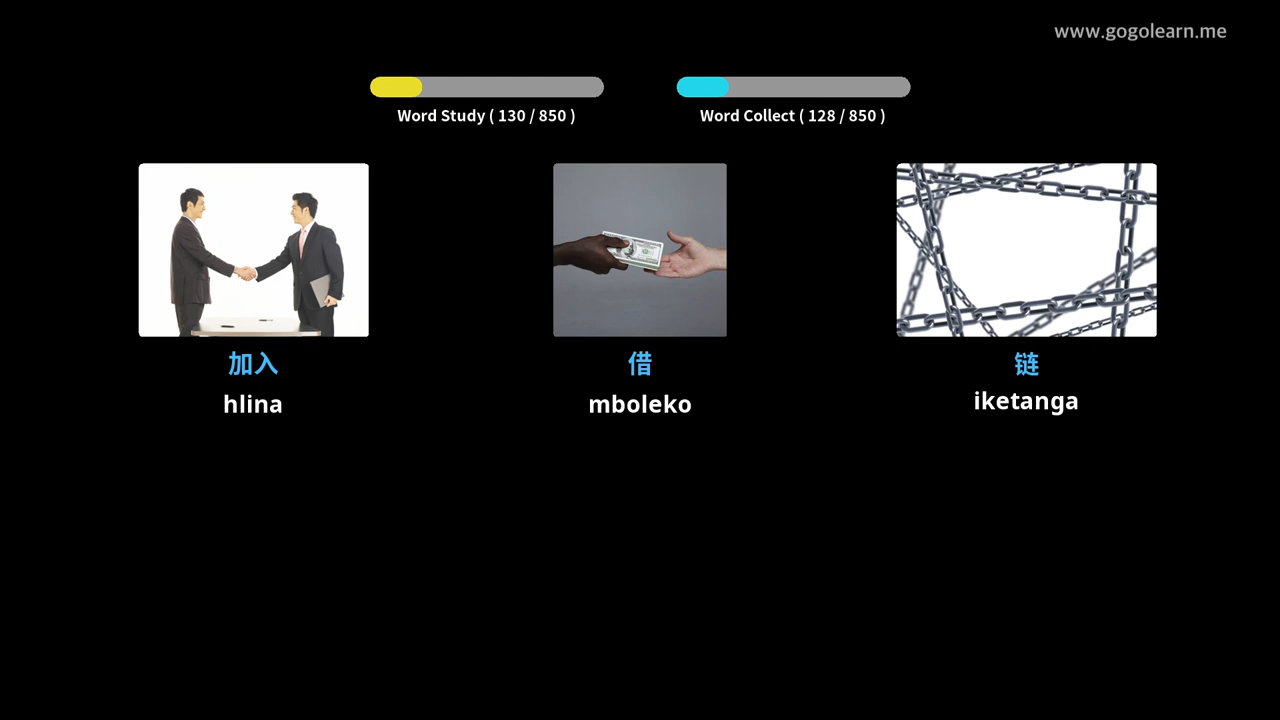 www.gogolearn.me
Word Study ( 130 / 850 )
Word Collect ( 128 / 850 )
加入
借
链
hlina
mboleko
iketanga